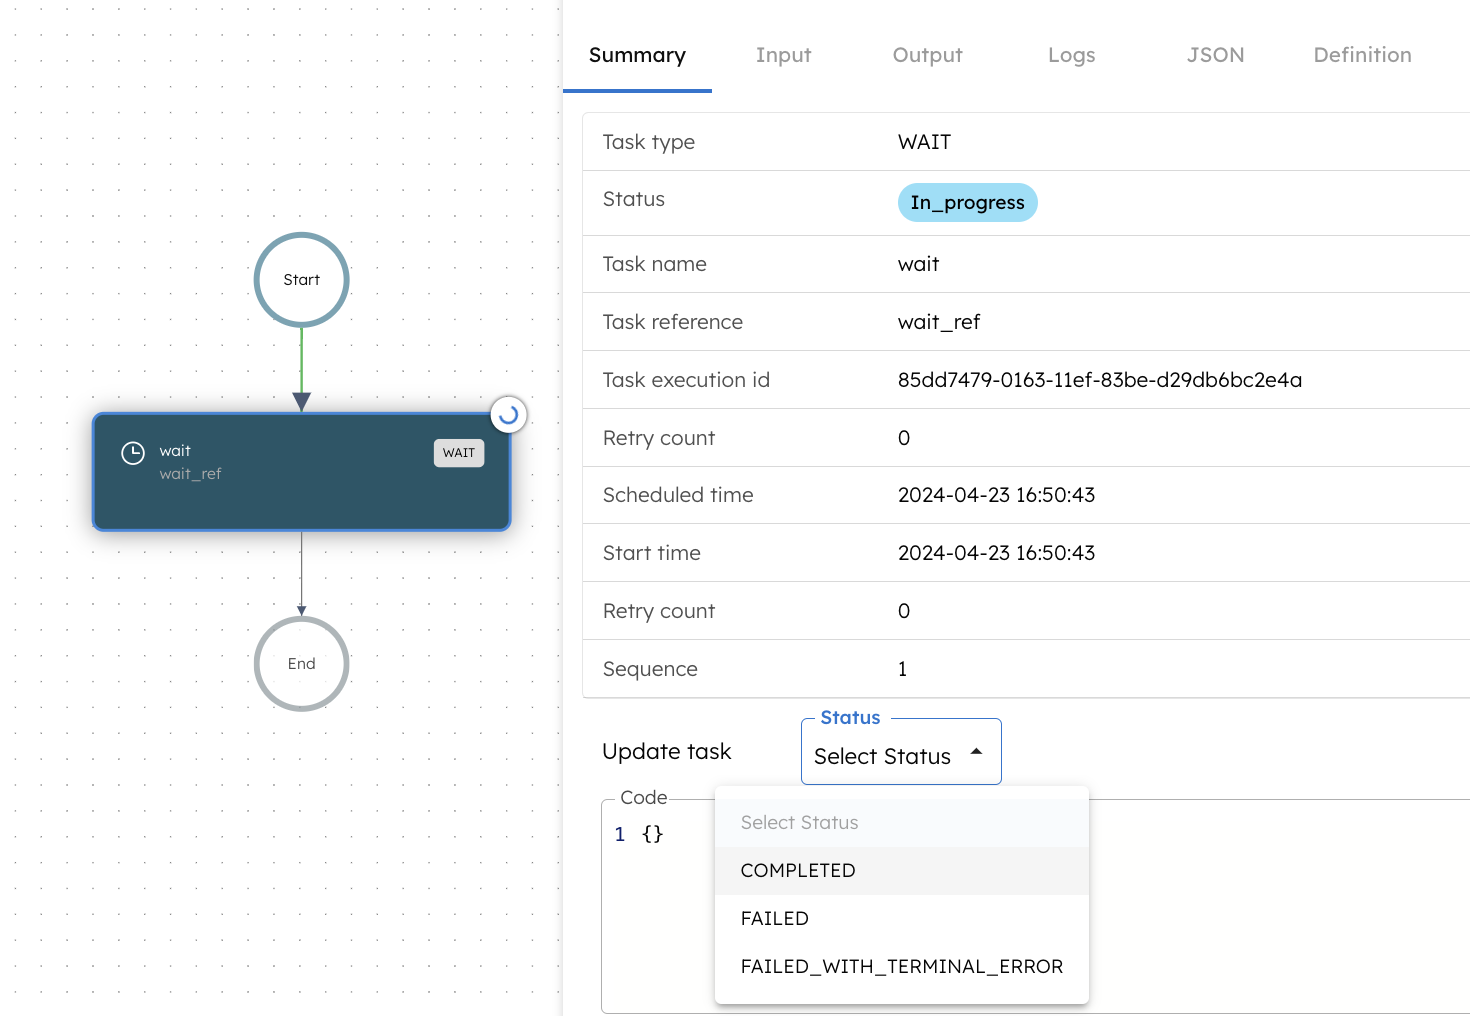 Start
wait
wait_ref
WAIT
End
Summary Input Output Logs JSON Definition
Task type WAIT
Status In_progress
Task name wait
Task reference wait_ref
Task execution id 85dd7479-0163-11ef-83be-d29db6bc2e4a
Retry count 0
Scheduled time 2024-04-23 16:50:43
Start time 2024-04-23 16:50:43
Retry count 0
Sequence 1
Status
Update task Select Status
Code
1 {}
Select Status
COMPLETED
FAILED
FAILED_WITH_TERMINAL_ERROR